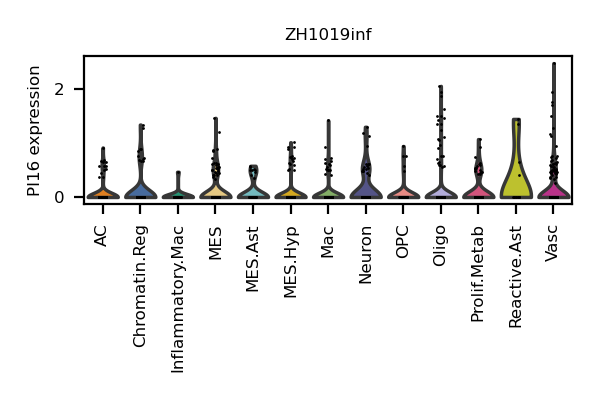 ZH1019inf
PI16 expression
2
0
AC
Chromatin.Reg
Inflammatory.Mac
MES
MES.Ast
MES.Hyp
Mac
Neuron
OPC
Oligo
Prolif.Metab
Reactive.Ast
Vasc